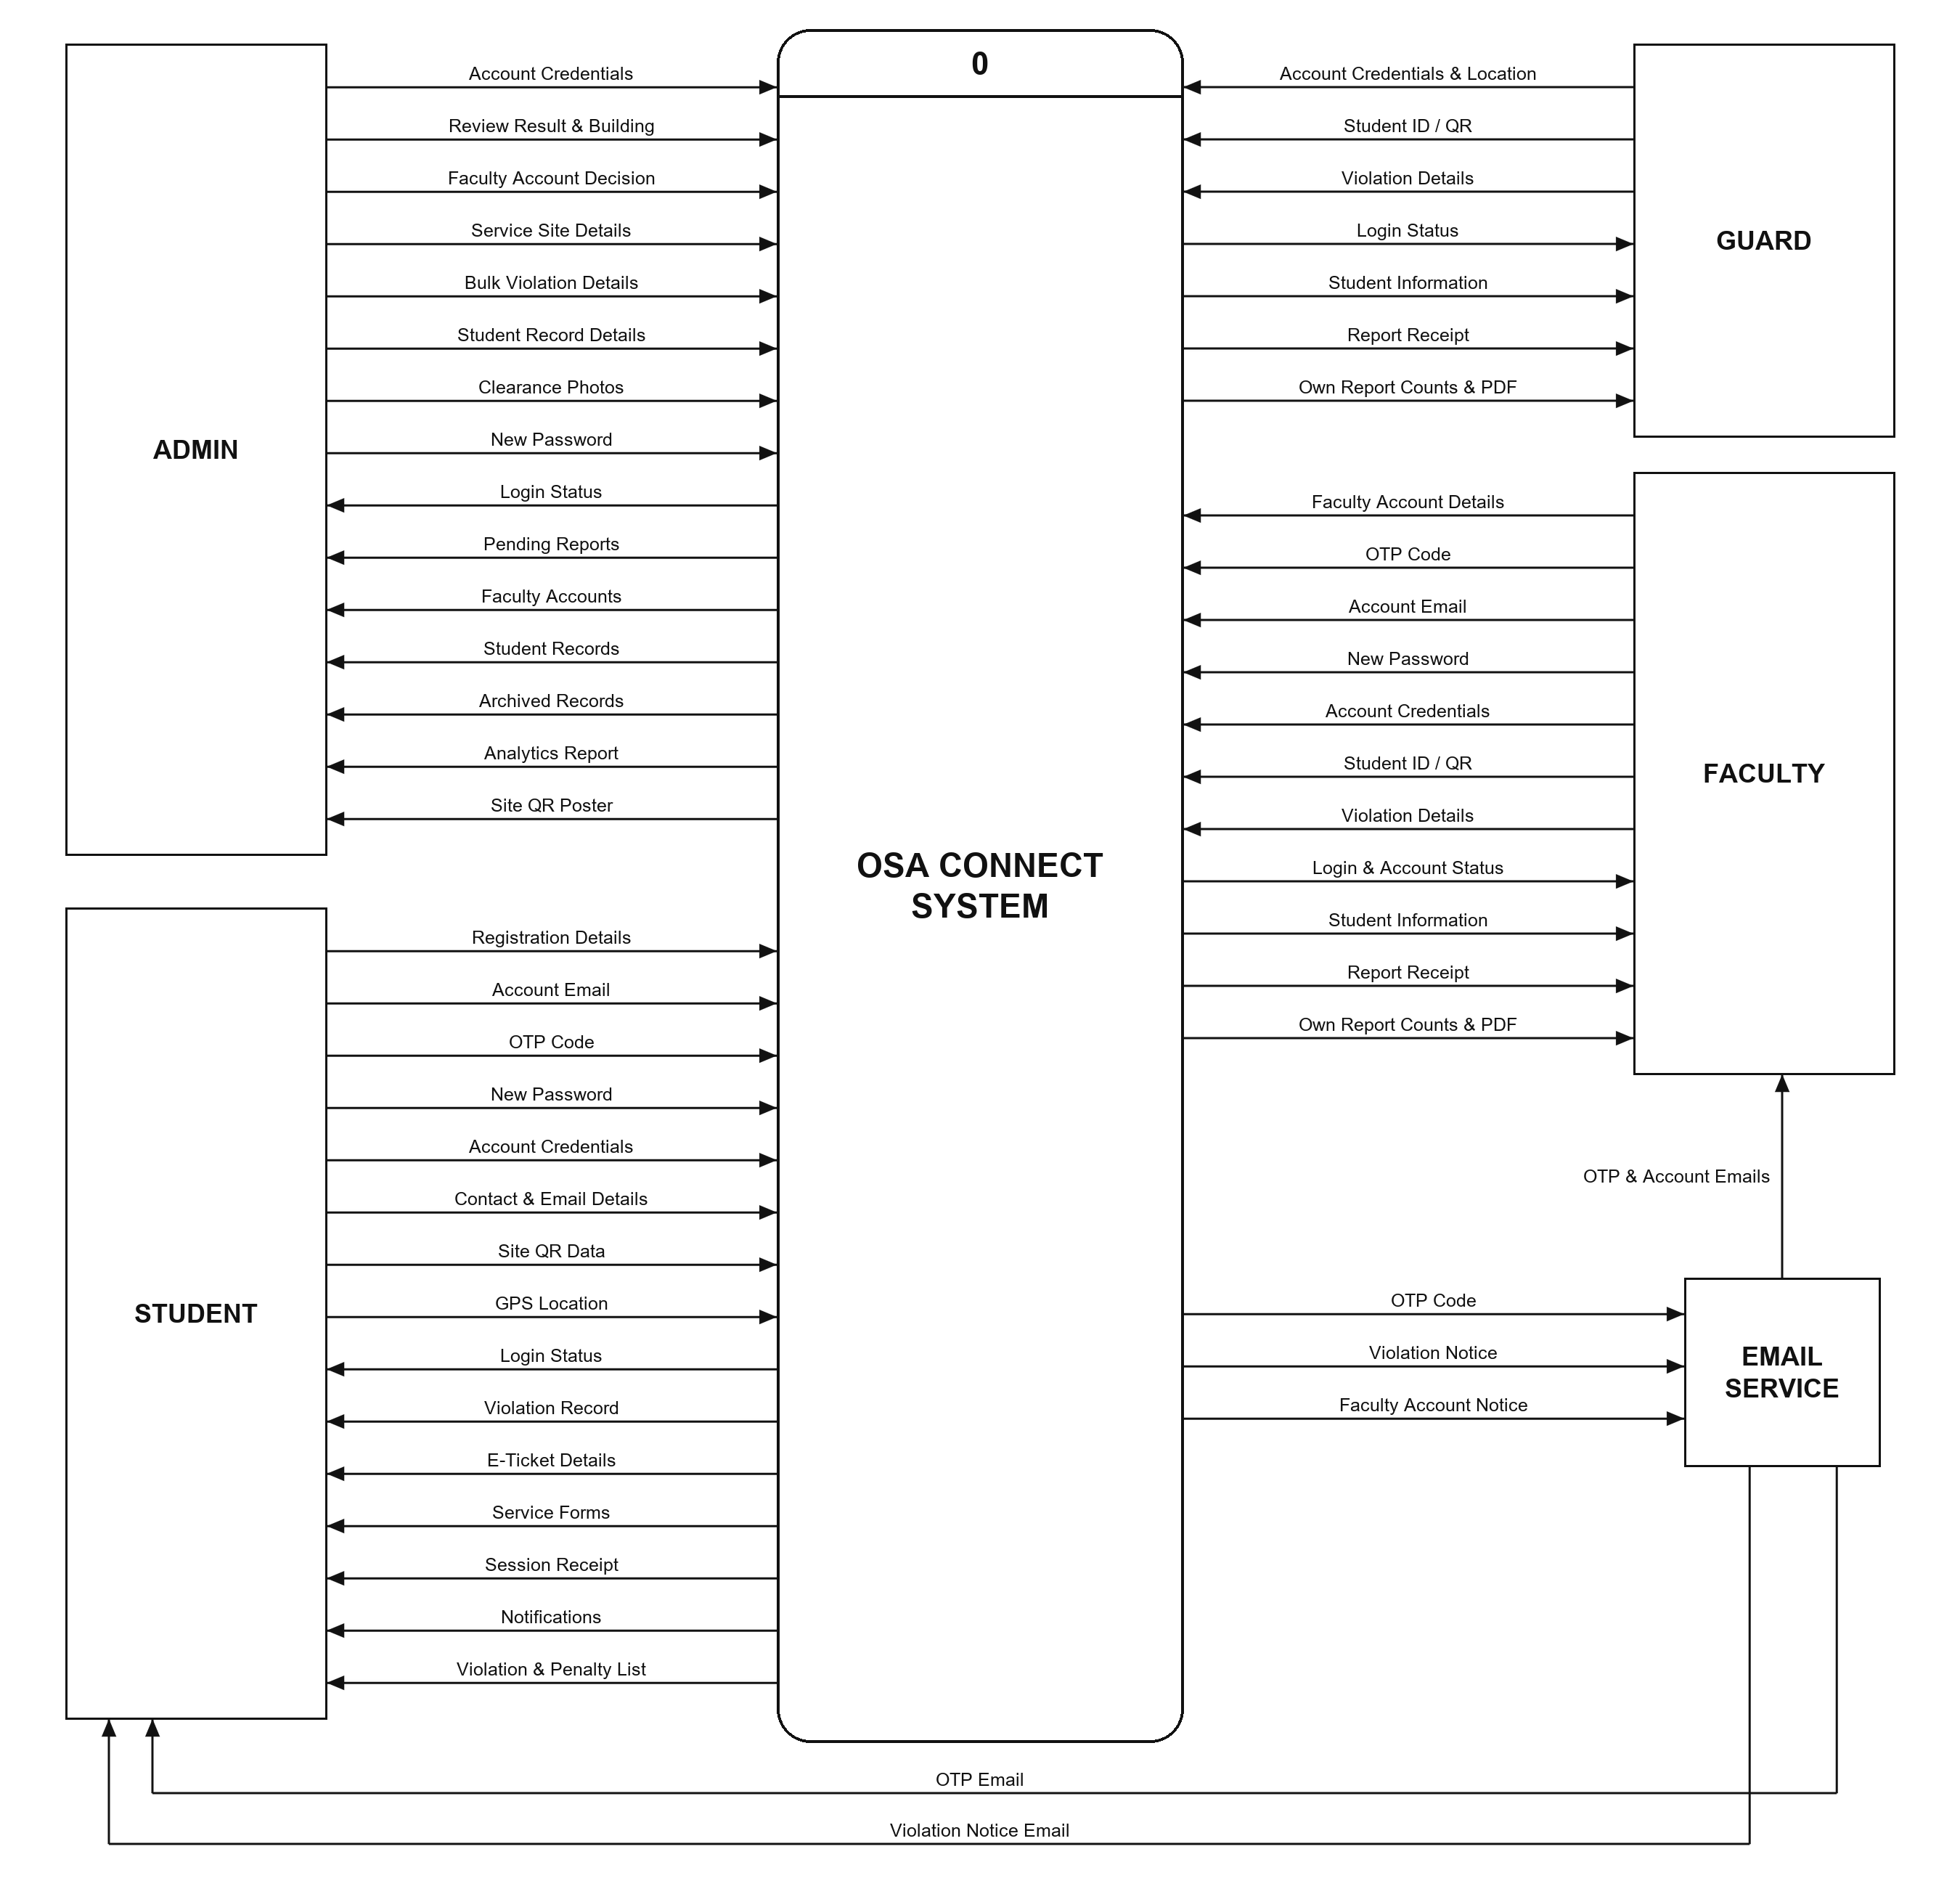 0
ADMIN
Account Credentials
Review Result & Building
Faculty Account Decision
Service Site Details
Bulk Violation Details
Student Record Details
Clearance Photos
New Password
Login Status
Pending Reports
Faculty Accounts
Student Records
Archived Records
Analytics Report
Site QR Poster
STUDENT
Registration Details
Account Email
OTP Code
New Password
Account Credentials
Contact & Email Details
Site QR Data
GPS Location
Login Status
Violation Record
E-Ticket Details
Service Forms
Session Receipt
Notifications
Violation & Penalty List
OSA CONNECT
SYSTEM
Account Credentials & Location
Student ID / QR
Violation Details
Login Status
Student Information
Report Receipt
Own Report Counts & PDF
GUARD
Faculty Account Details
OTP Code
Account Email
New Password
Account Credentials
Student ID / QR
Violation Details
Login & Account Status
Student Information
Report Receipt
Own Report Counts & PDF
FACULTY
OTP & Account Emails
OTP Code
Violation Notice
Faculty Account Notice
EMAIL
SERVICE
OTP Email
Violation Notice Email